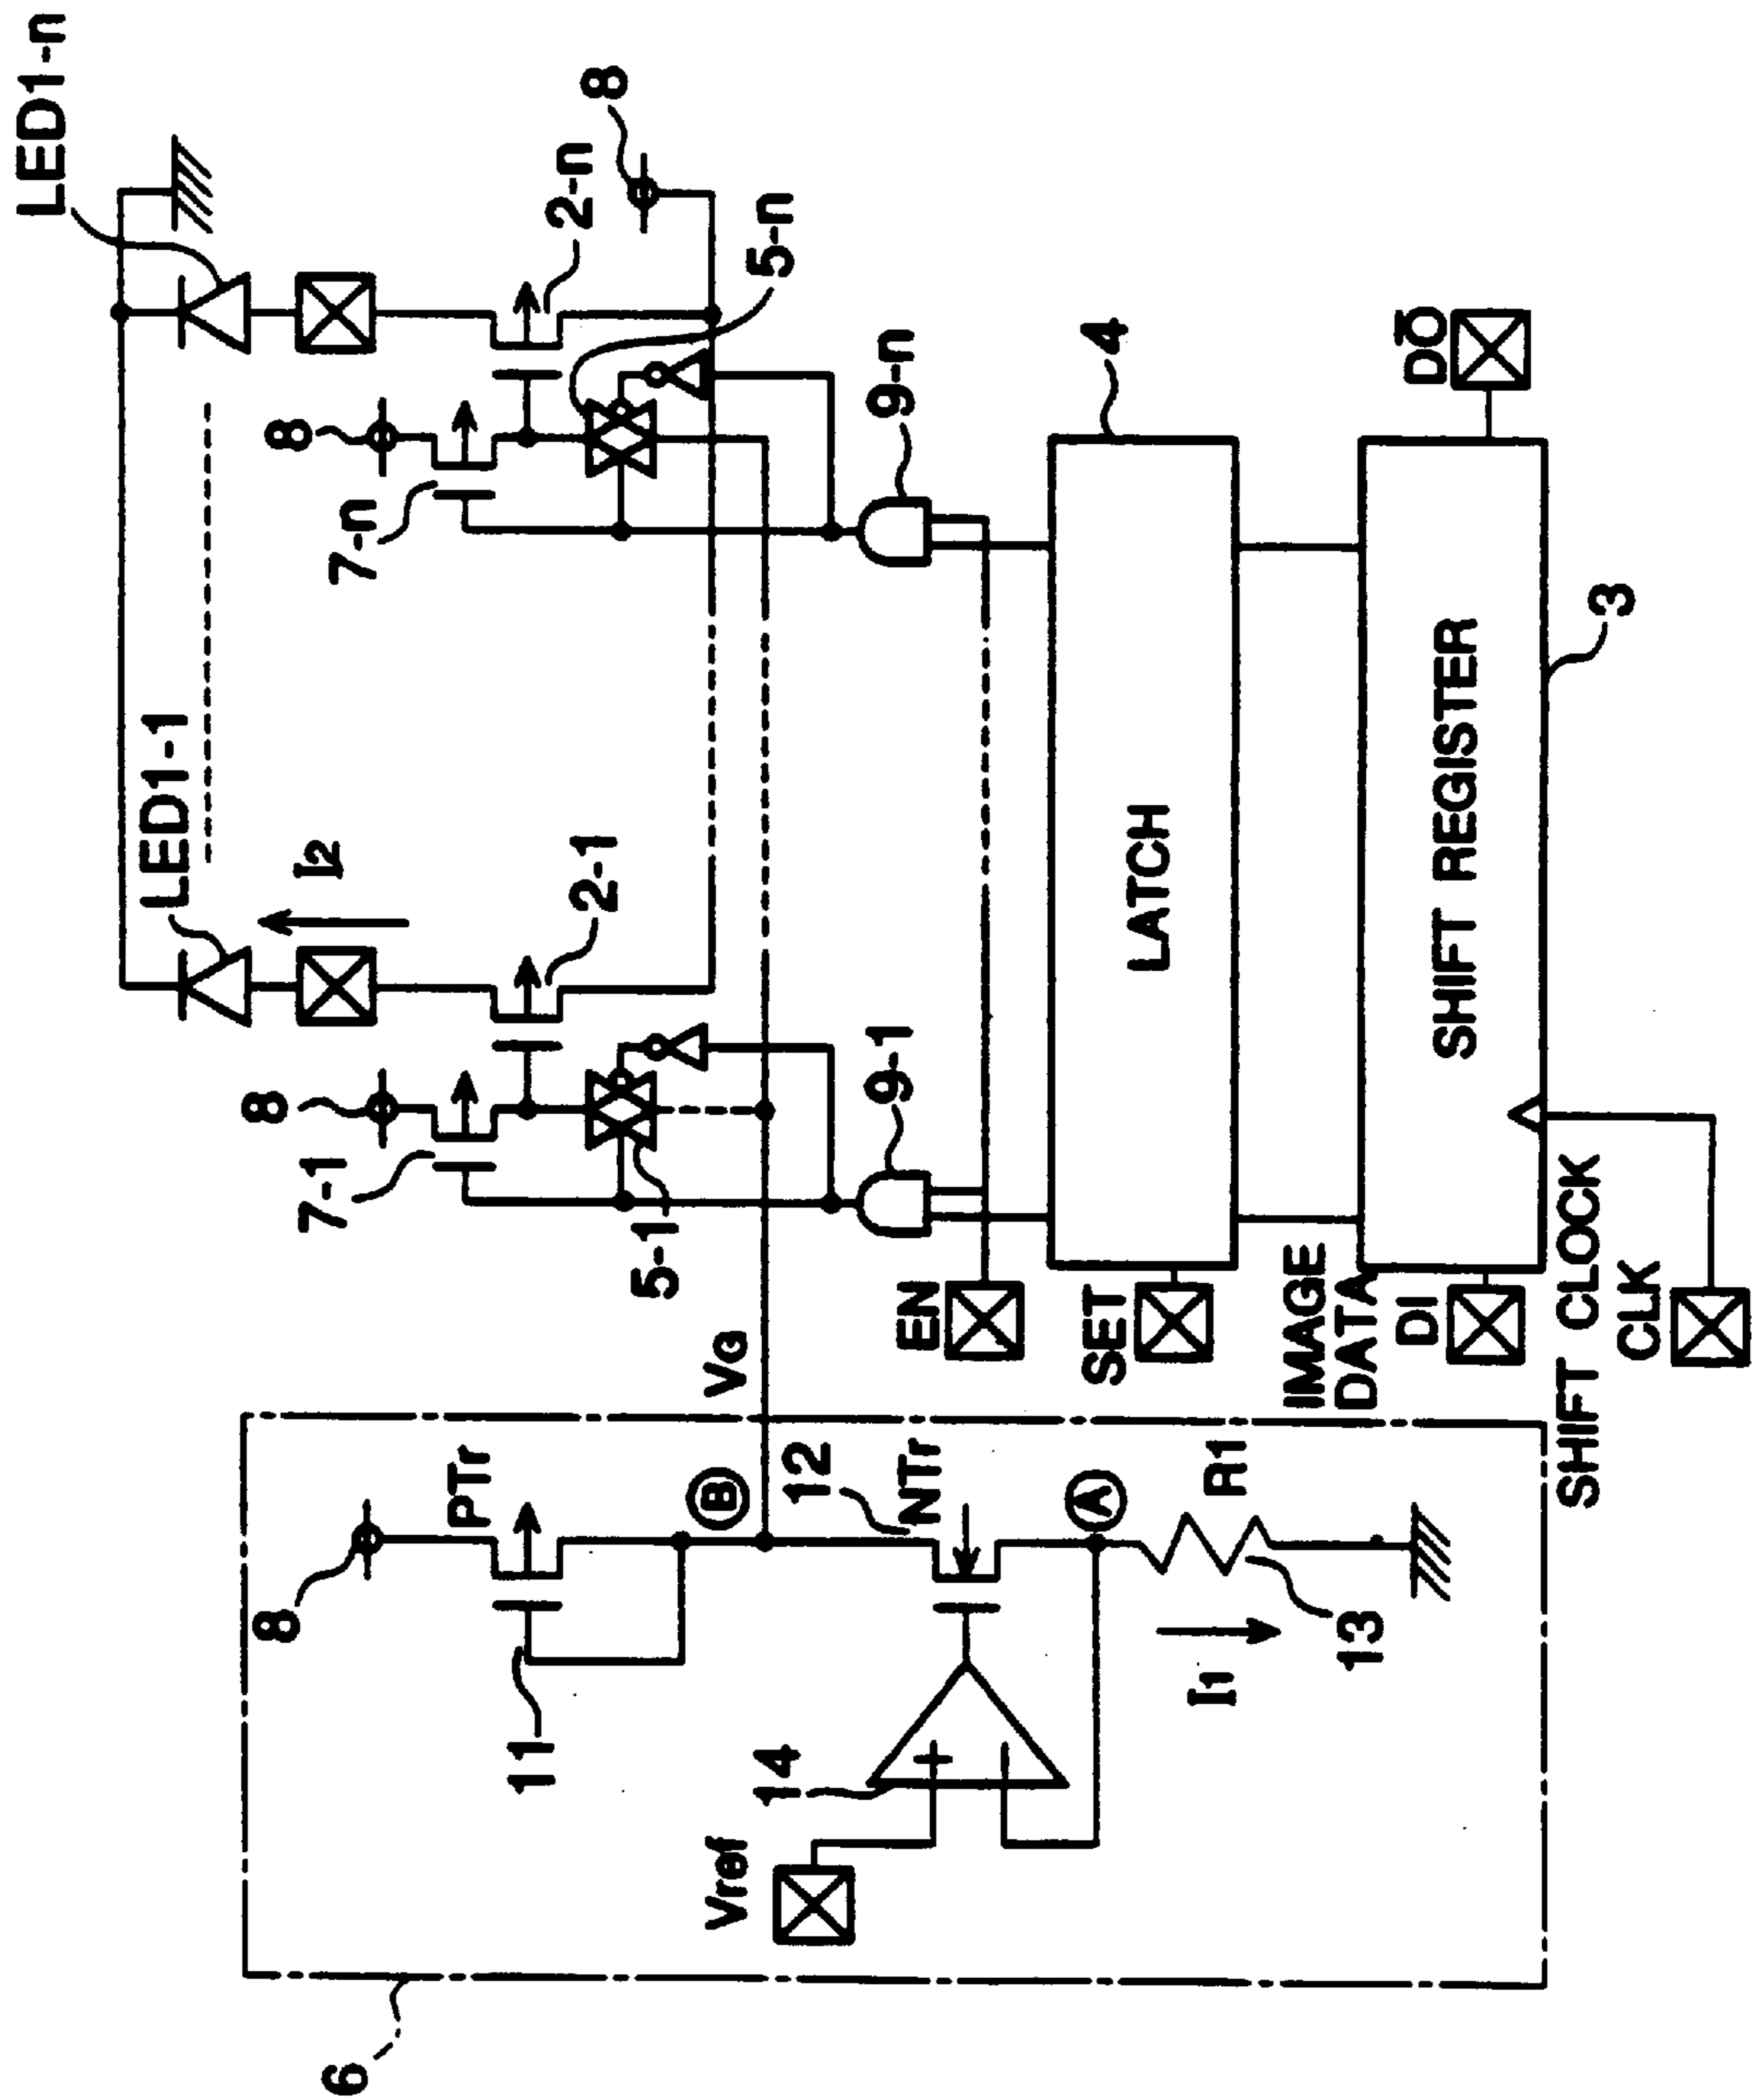 6
8
PTr
11
B
VG
12
NTr
14
Vref
A
R1
I1
13
LED1-1
I2
8
7-1
2-1
5-1
9-1
EN
SET
LATCH
4
IMAGE
DATA
DI
SHIFT REGISTER
3
SHIFT CLOCK
CLK
DO
LED1-n
8
7-n
2-n
8
5-n
9-n